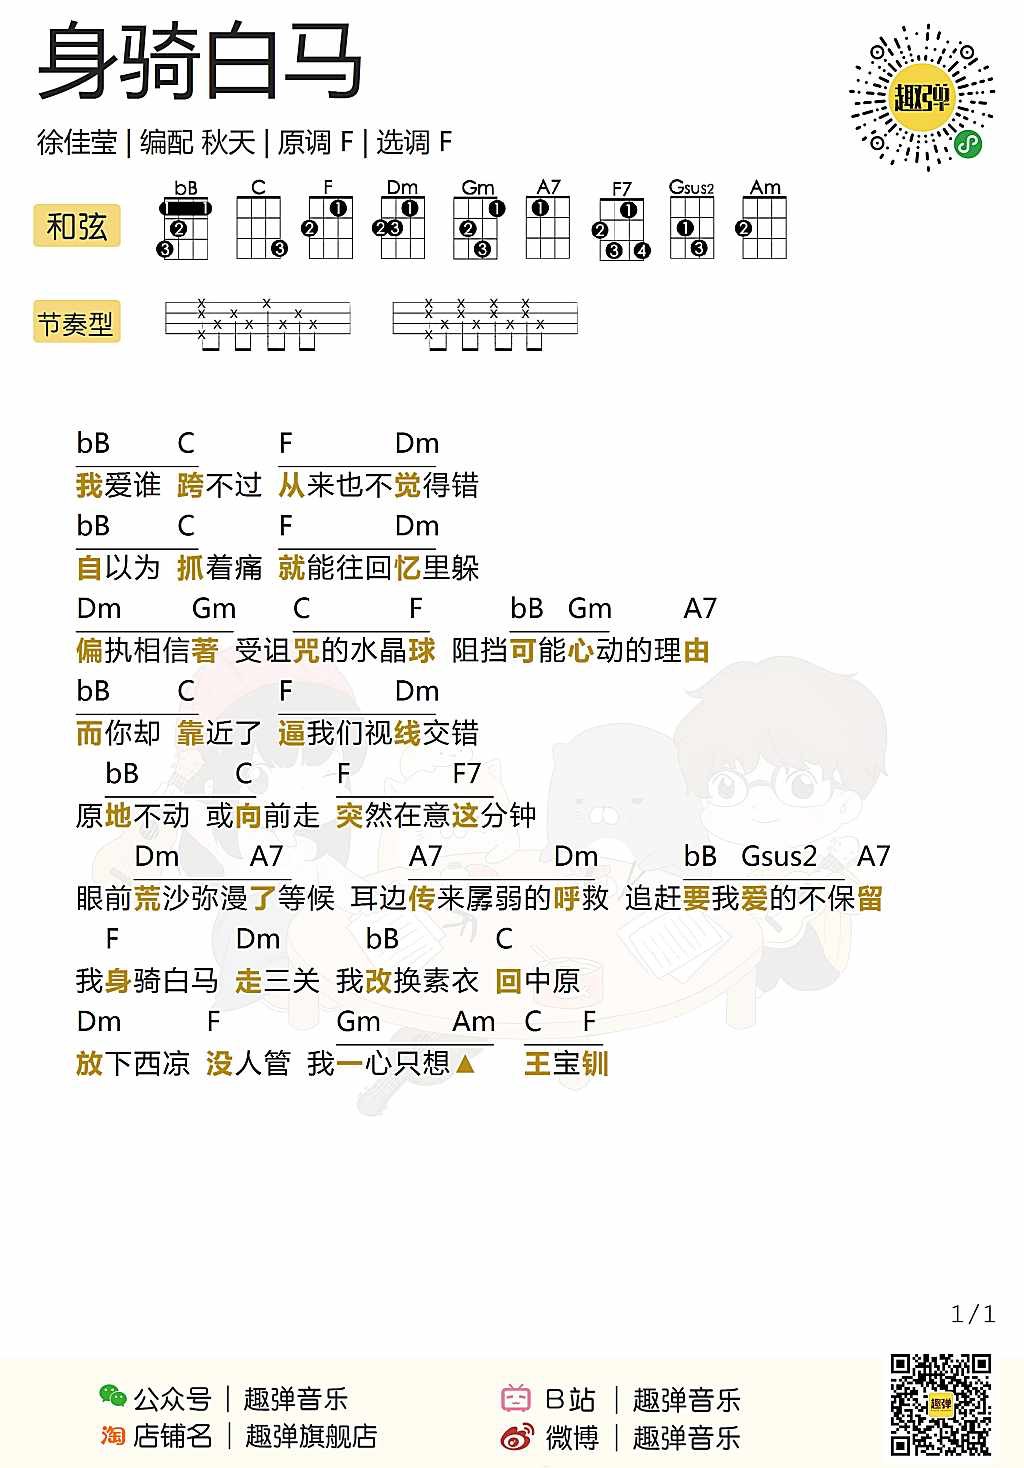 身骑白马
趣弹
徐佳莹 | 编配 秋天 | 原调 F | 选调 F
和弦 bB C F Dm Gm A7 F7 Gsus2 Am
节奏型
bB C F Dm
我爱谁 跨不过 从来也不觉得错
bB C F Dm
自以为 抓着痛 就能往回忆里躲
Dm Gm C F bB Gm A7
偏执相信著 受诅咒的水晶球 阻挡可能心动的理由
bB C F Dm
而你却 靠近了 逼我们视线交错
bB C F F7
原地不动 或向前走 突然在意这分钟
Dm A7 A7 Dm bB Gsus2 A7
眼前荒沙弥漫了等候 耳边传来孱弱的呼救 追赶要我爱的不保留
F Dm bB C
我身骑白马 走三关 我改换素衣 回中原
Dm F Gm Am C F
放下西凉 没人管 我一心只想▲ 王宝钏
1/1
公众号 | 趣弹音乐
B站 | 趣弹音乐
淘 店铺名 | 趣弹旗舰店
微博 | 趣弹音乐
趣弹